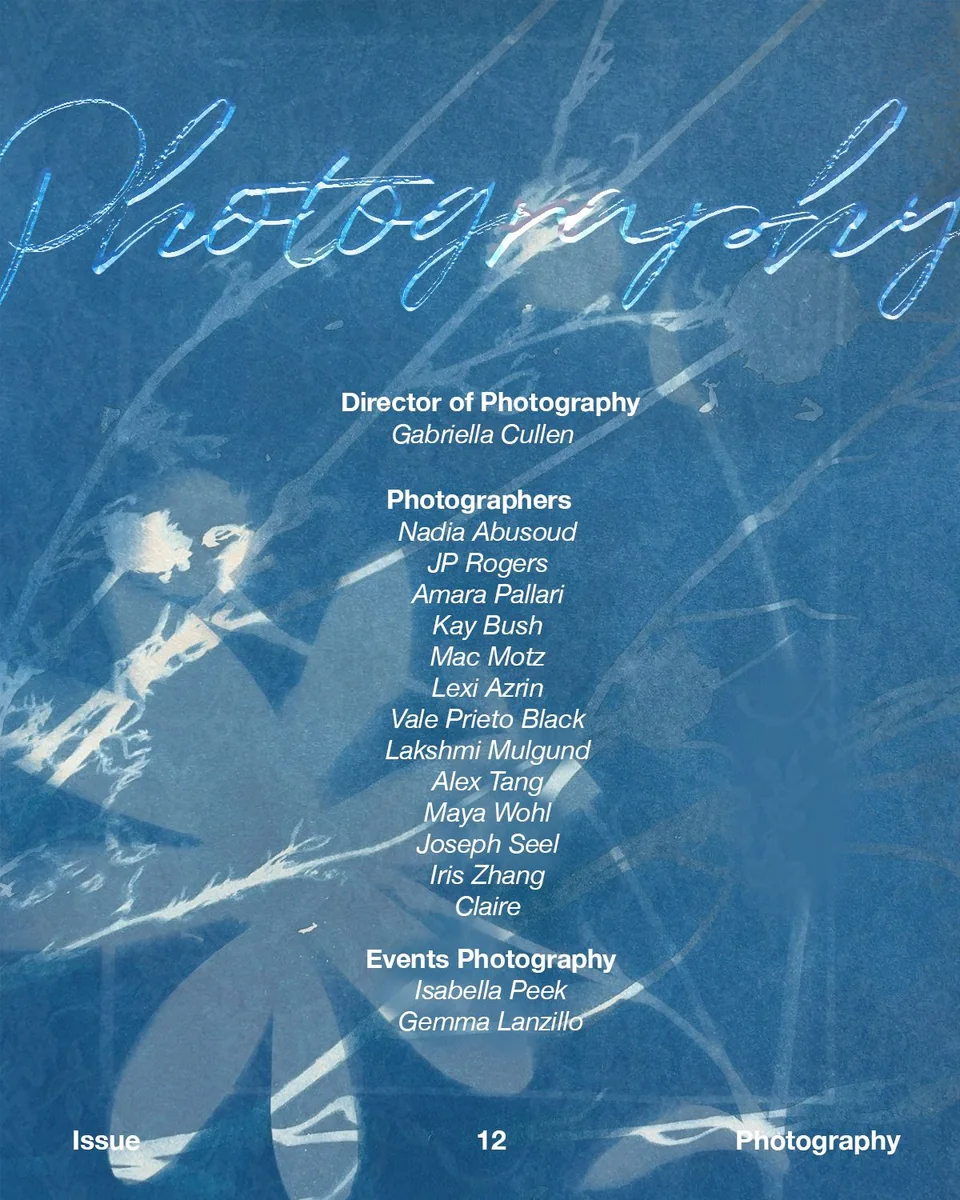 Photography
Director of Photography
Gabriella Cullen
Photographers
Nadia Abusoud
JP Rogers
Amara Pallari
Kay Bush
Mac Motz
Lexi Azrin
Vale Prieto Black
Lakshmi Mulgund
Alex Tang
Maya Wohl
Joseph Seel
Iris Zhang
Claire
Events Photography
Isabella Peek
Gemma Lanzillo
Issue 12 Photography